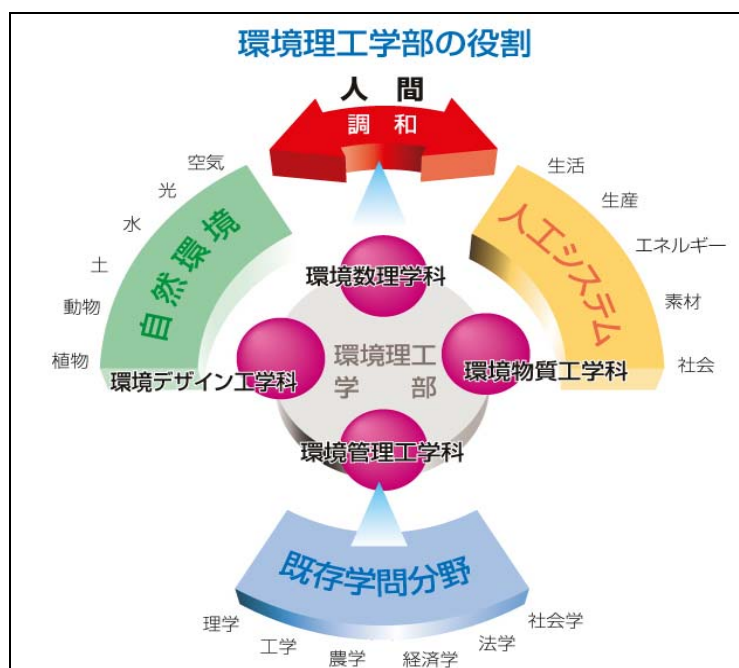 環境理工学部の役割
人 間
調 和
空気
光
水
土
動物
植物
自然環境
生活
生産
エネルギー
素材
社会
人工システム
環境数理学科
環境デザイン工学科
環境理工
学 部
環境物質工学科
環境管理工学科
既存学問分野
理学
工学
農学
経済学
法学
社会学